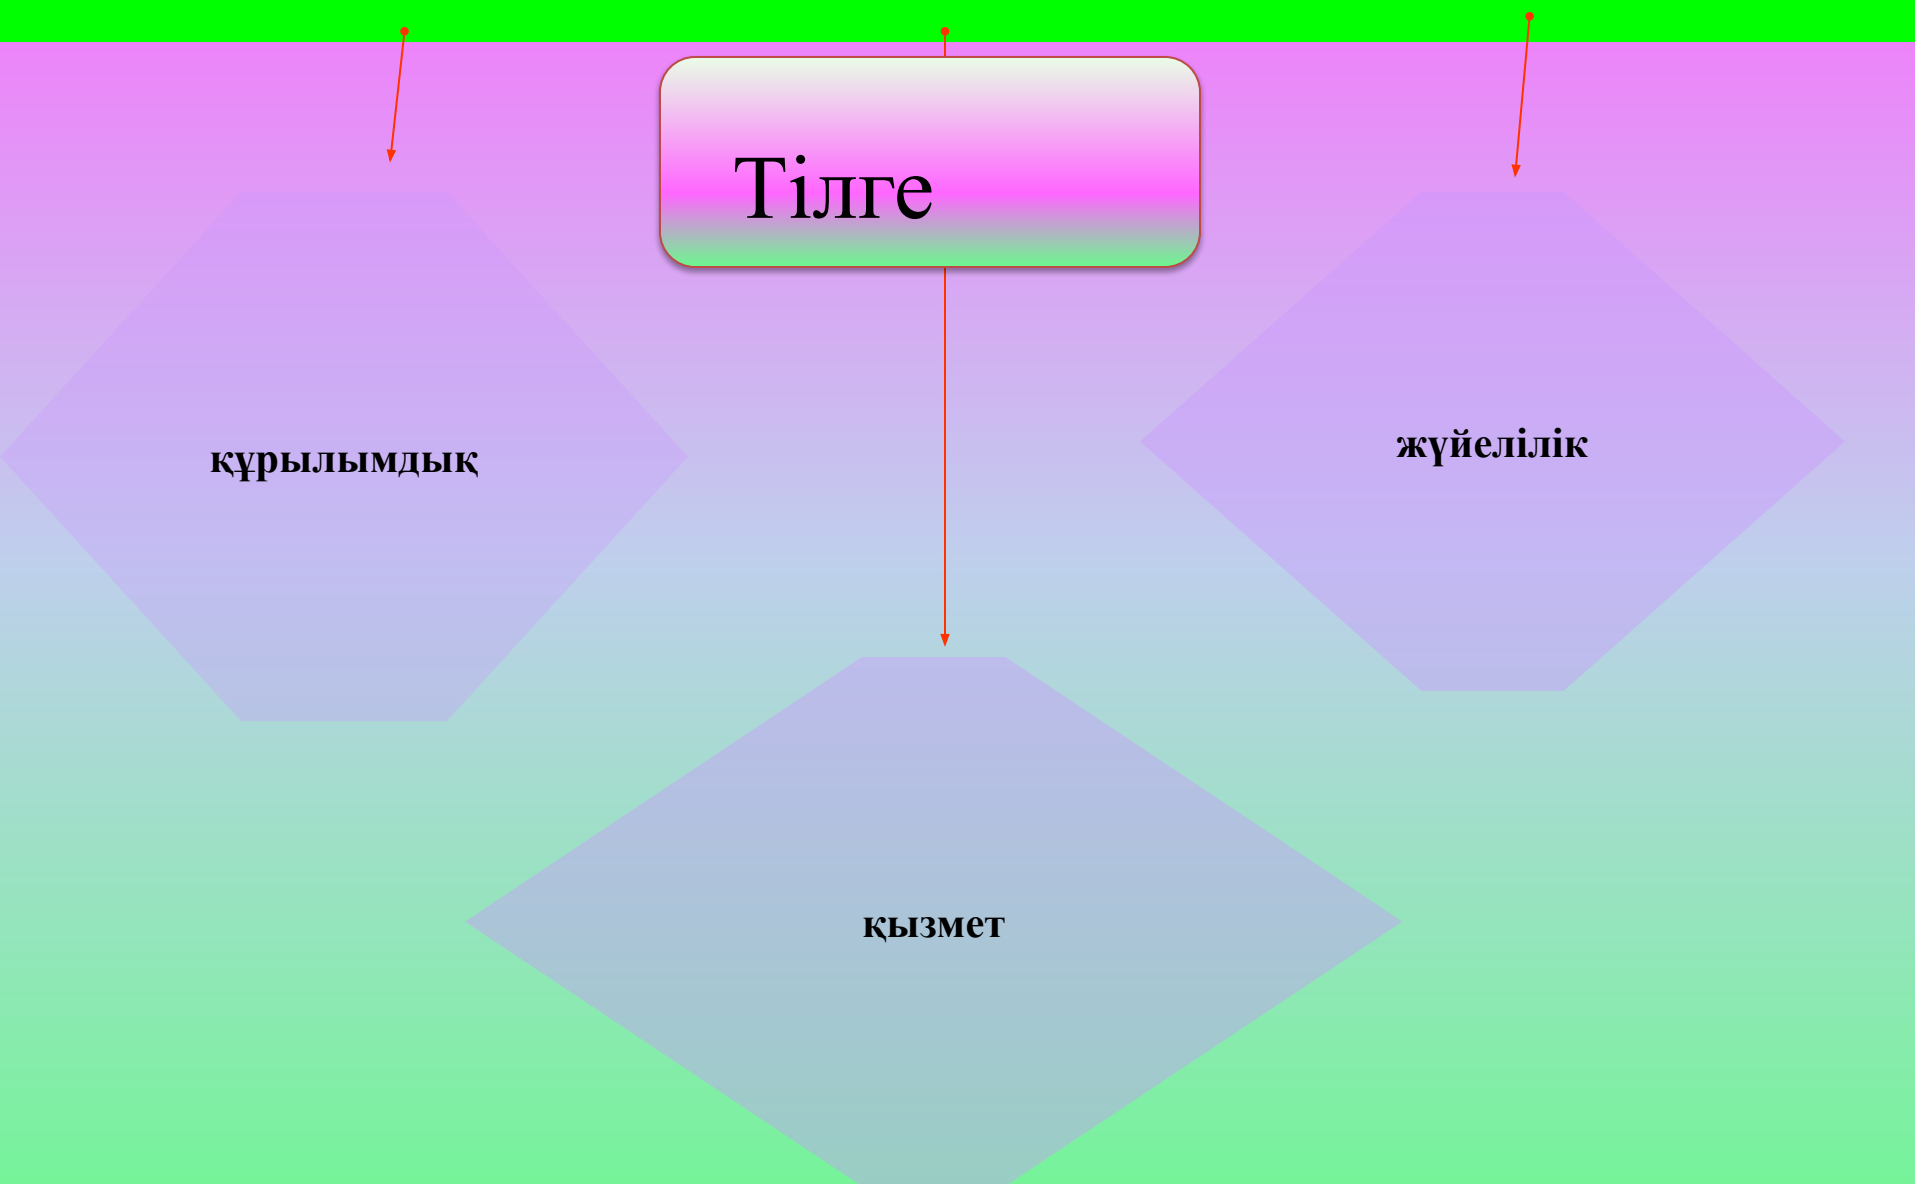 Тілге
құрылымдық
жүйелілік
қызмет